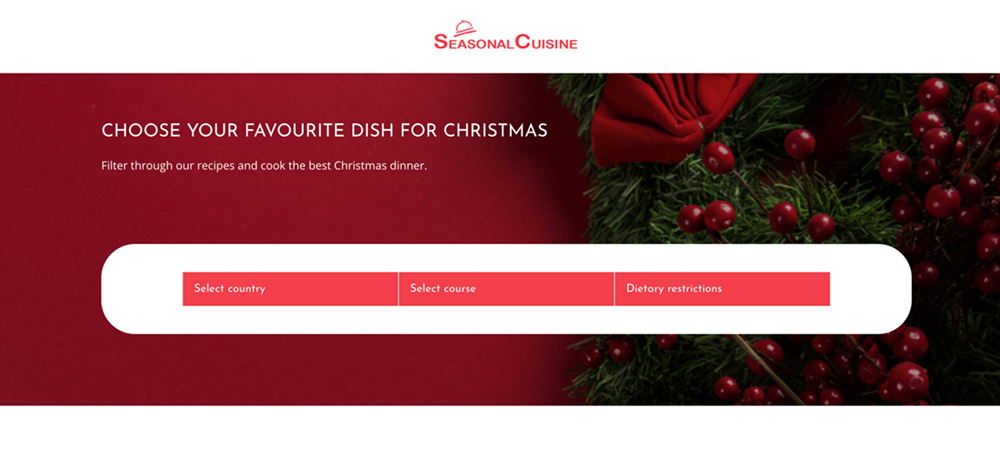 SEASONALCUISINE
CHOOSE YOUR FAVOURITE DISH FOR CHRISTMAS
Filter through our recipes and cook the best Christmas dinner.
Select country
Select course
Dietary restrictions